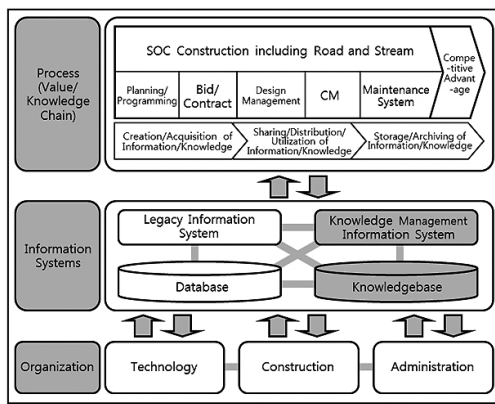 Process
(Value/
Knowledge
Chain)
SOC Construction including Road and Stream
Compe
-titive
Advant
-age
Planning/
Programming
Bid/
Contract
Design
Management
CM
Maintenance
System
Creation/Acquisition of
Information/Knowledge
Sharing/Distribution/
Utilization of
Information/Knowledge
Storage/Archiving of
Information/Knowledge
Information
Systems
Legacy Information
System
Knowledge Management
Information System
Database
Knowledgebase
Organization
Technology
Construction
Administration